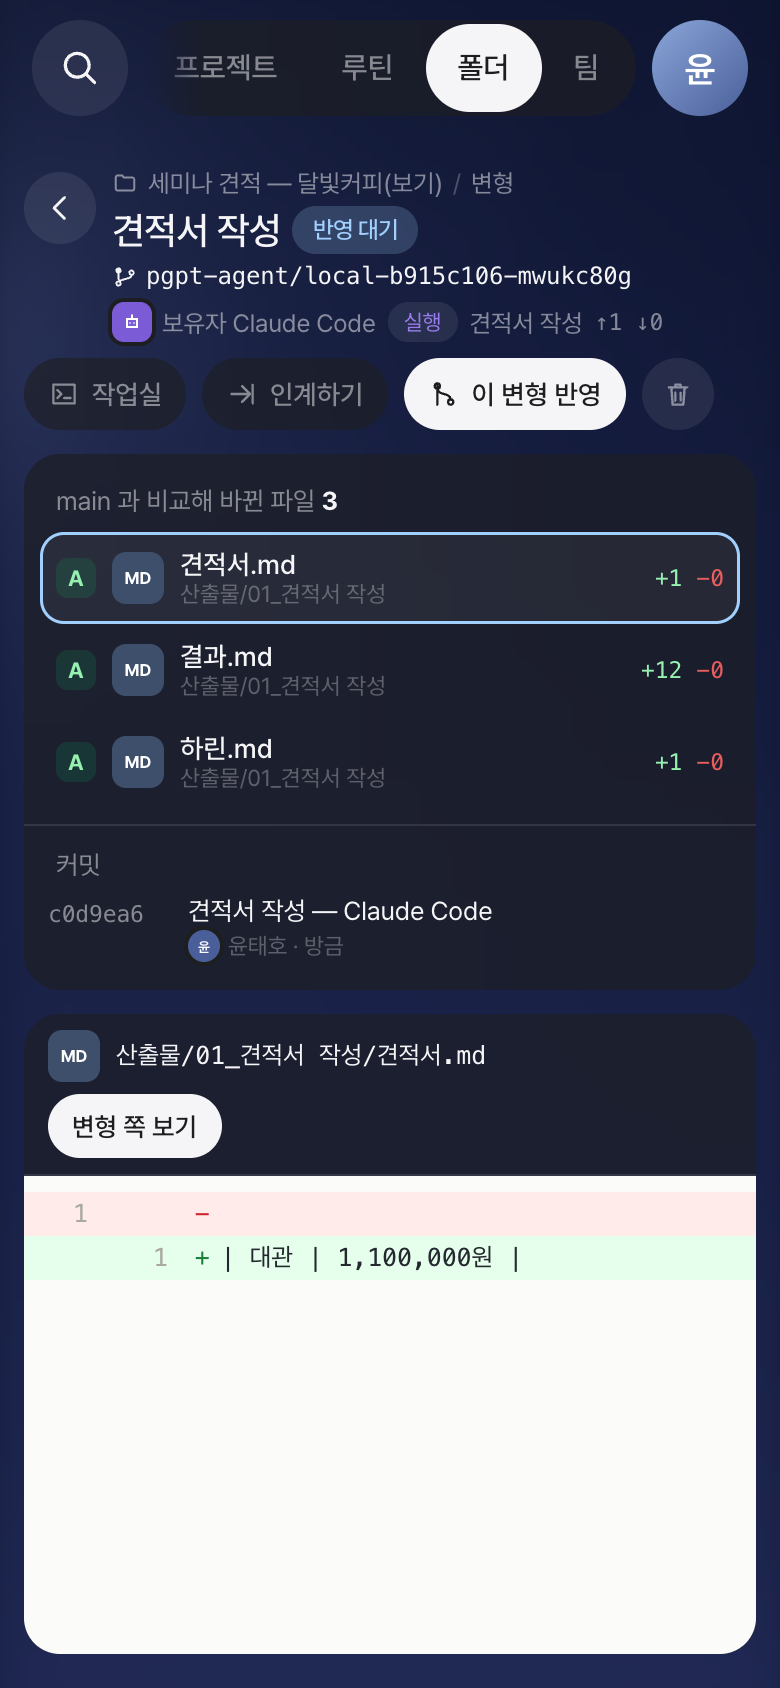 프로젝트 루틴 폴더 팀 윤
세미나 견적 — 달빛커피(보기) / 변형
견적서 작성 반영 대기
pgpt-agent/local-b915c106-mwukc80g
보유자 Claude Code 실행 견적서 작성 ↑1 ↓0
작업실 인계하기 이 변형 반영
main 과 비교해 바뀐 파일 3
A MD 견적서.md +1 −0
산출물/01_견적서 작성
A MD 결과.md +12 −0
산출물/01_견적서 작성
A MD 하린.md +1 −0
산출물/01_견적서 작성
커밋
c0d9ea6 견적서 작성 — Claude Code
윤 윤태호 · 방금
MD 산출물/01_견적서 작성/견적서.md
변형 쪽 보기
1 −
1 + | 대관 | 1,100,000원 |